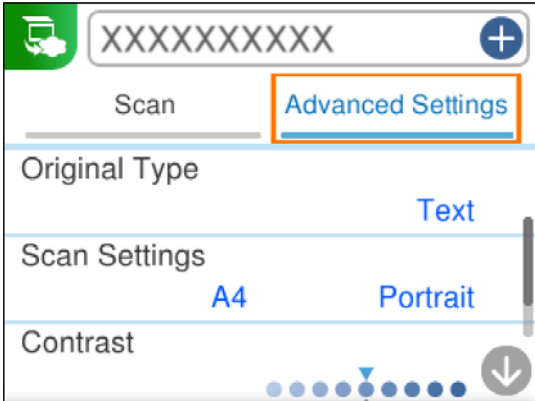 XXXXXXXXXX
Scan Advanced Settings
Original Type
Text
Scan Settings
A4 Portrait
Contrast